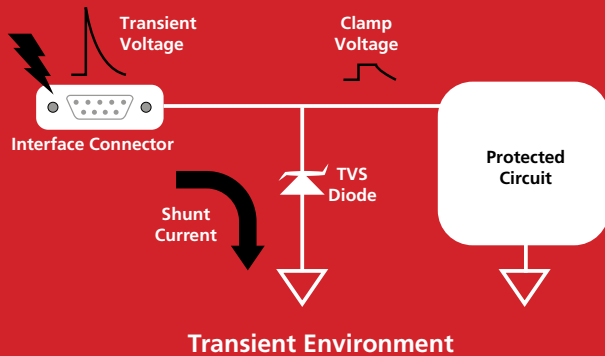 Transient
Voltage
Clamp
Voltage
Interface Connector
TVS
Diode
Protected
Circuit
Shunt
Current
Transient Environment